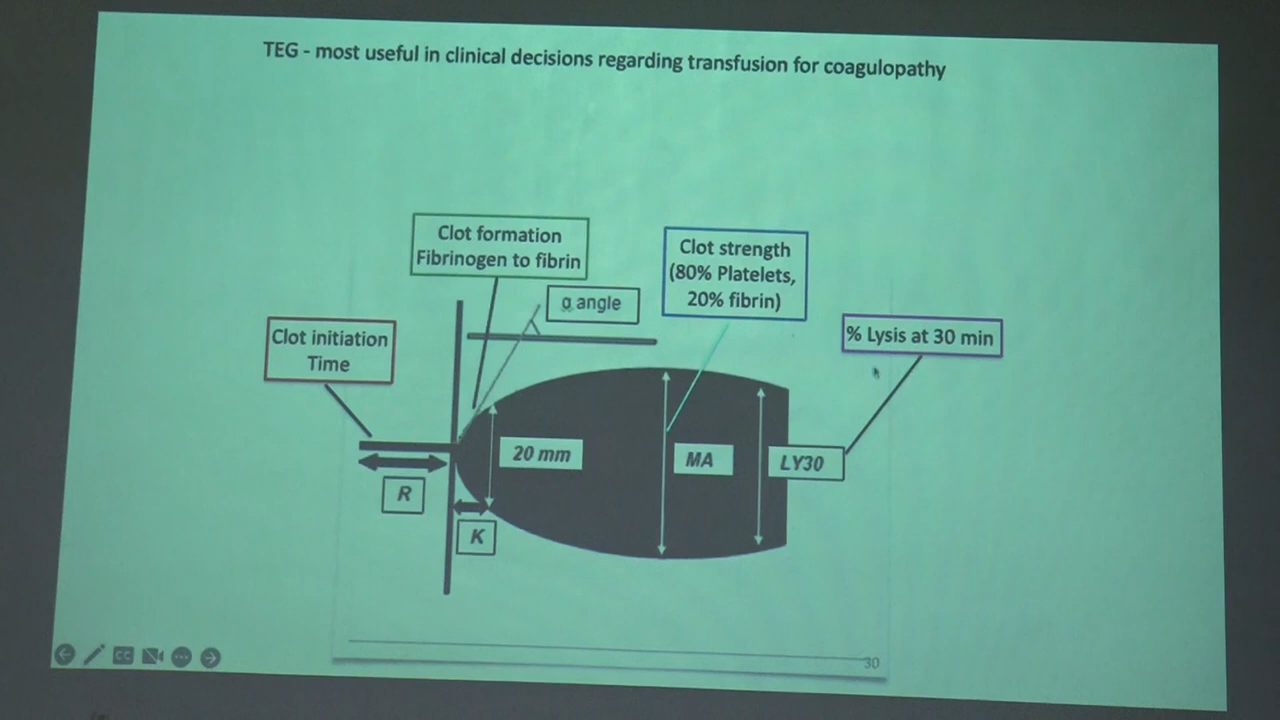 TEG - most useful in clinical decisions regarding transfusion for coagulopathy
Clot formation
Fibrinogen to fibrin
α angle
Clot strength
(80% Platelets,
20% fibrin)
Clot initiation
Time
% Lysis at 30 min
20 mm
MA
LY30
R
K
CC
30